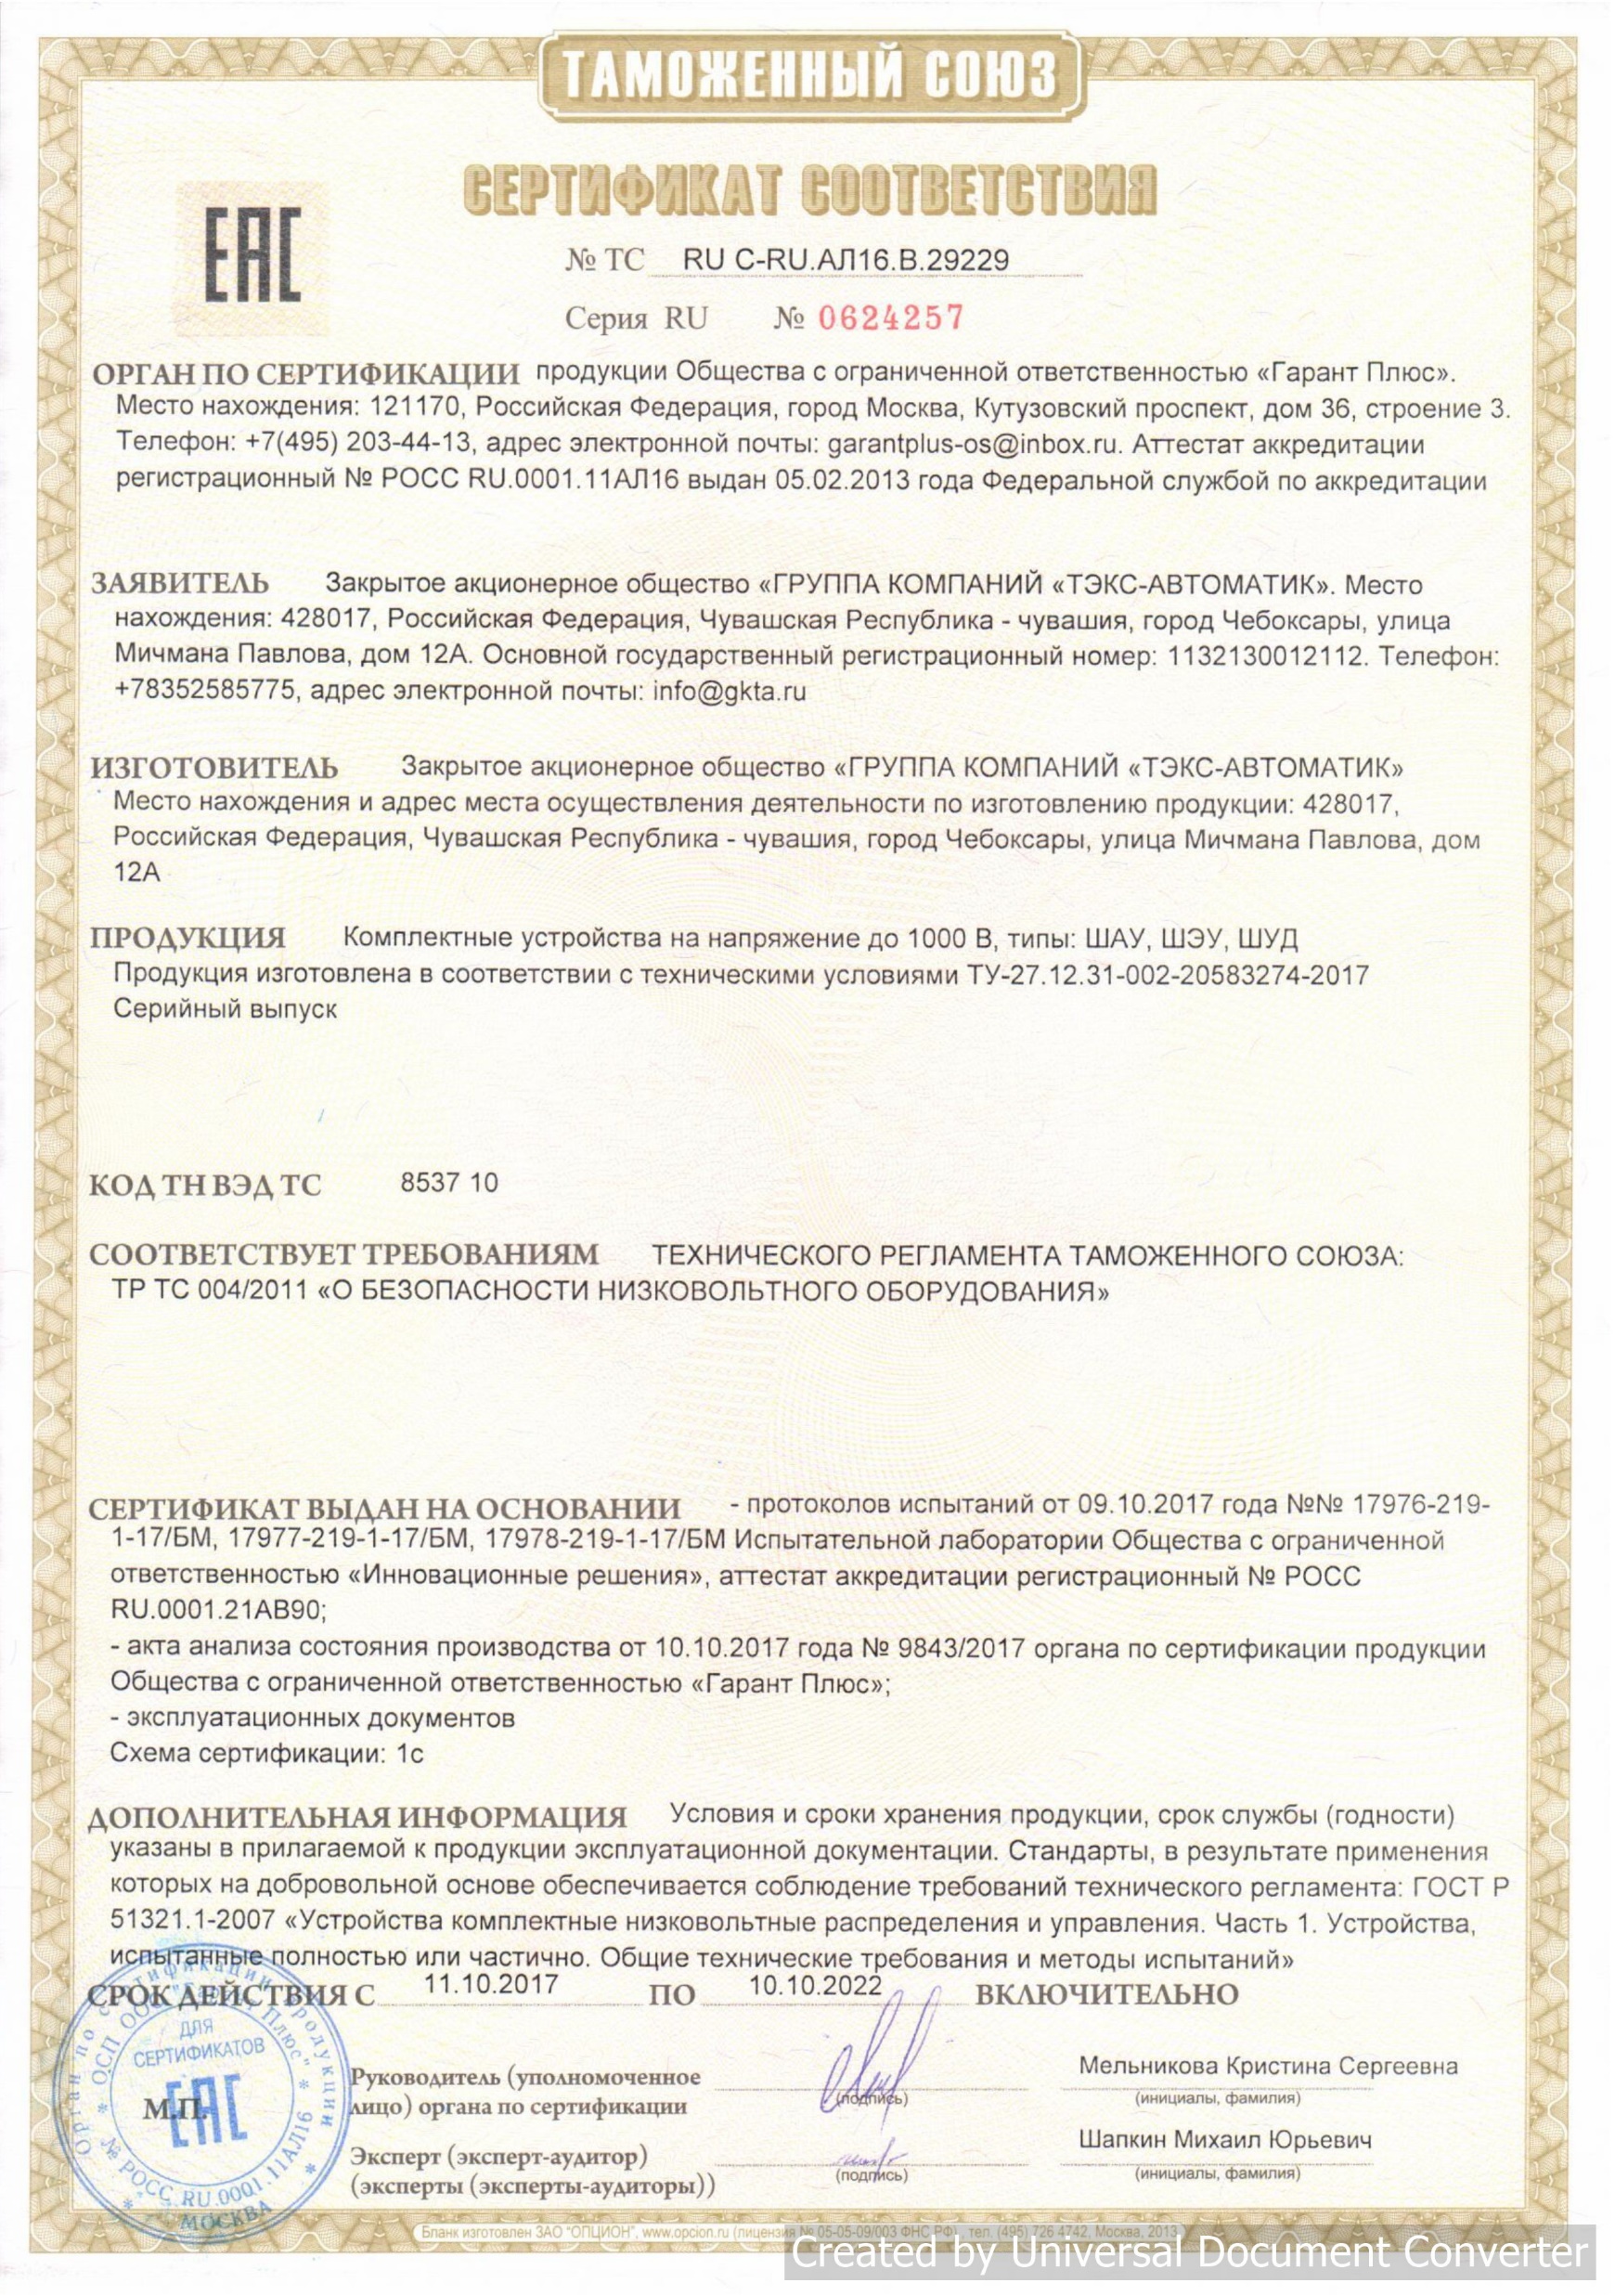 ТАМОЖЕННЫЙ СОЮЗ
СЕРТИФИКАТ СООТВЕТСТВИЯ
ЕАС
№ ТС RU C-RU.АЛ16.В.29229
Серия RU № 0624257
ОРГАН ПО СЕРТИФИКАЦИИ продукции Общества с ограниченной ответственностью «Гарант Плюс».
Место нахождения: 121170, Российская Федерация, город Москва, Кутузовский проспект, дом 36, строение 3.
Телефон: +7(495) 203-44-13, адрес электронной почты: garantplus-os@inbox.ru. Аттестат аккредитации
регистрационный № РОСС RU.0001.11АЛ16 выдан 05.02.2013 года Федеральной службой по аккредитации
ЗАЯВИТЕЛЬ Закрытое акционерное общество «ГРУППА КОМПАНИЙ «ТЭКС-АВТОМАТИК». Место
нахождения: 428017, Российская Федерация, Чувашская Республика - чувашия, город Чебоксары, улица
Мичмана Павлова, дом 12А. Основной государственный регистрационный номер: 1132130012112. Телефон:
+78352585775, адрес электронной почты: info@gkta.ru
ИЗГОТОВИТЕЛЬ Закрытое акционерное общество «ГРУППА КОМПАНИЙ «ТЭКС-АВТОМАТИК»
Место нахождения и адрес места осуществления деятельности по изготовлению продукции: 428017,
Российская Федерация, Чувашская Республика - чувашия, город Чебоксары, улица Мичмана Павлова, дом
12А
ПРОДУКЦИЯ Комплектные устройства на напряжение до 1000 В, типы: ШАУ, ШЭУ, ШУД
Продукция изготовлена в соответствии с техническими условиями ТУ-27.12.31-002-20583274-2017
Серийный выпуск
КОД ТН ВЭД ТС 8537 10
СООТВЕТСТВУЕТ ТРЕБОВАНИЯМ ТЕХНИЧЕСКОГО РЕГЛАМЕНТА ТАМОЖЕННОГО СОЮЗА:
ТР ТС 004/2011 «О БЕЗОПАСНОСТИ НИЗКОВОЛЬТНОГО ОБОРУДОВАНИЯ»
СЕРТИФИКАТ ВЫДАН НА ОСНОВАНИИ - протоколов испытаний от 09.10.2017 года №№ 17976-219-
1-17/БМ, 17977-219-1-17/БМ, 17978-219-1-17/БМ Испытательной лаборатории Общества с ограниченной
ответственностью «Инновационные решения», аттестат аккредитации регистрационный № РОСС
RU.0001.21АВ90;
- акта анализа состояния производства от 10.10.2017 года № 9843/2017 органа по сертификации продукции
Общества с ограниченной ответственностью «Гарант Плюс»;
- эксплуатационных документов
Схема сертификации: 1с
ДОПОЛНИТЕЛЬНАЯ ИНФОРМАЦИЯ Условия и сроки хранения продукции, срок службы (годности)
указаны в прилагаемой к продукции эксплуатационной документации. Стандарты, в результате применения
которых на добровольной основе обеспечивается соблюдение требований технического регламента: ГОСТ Р
51321.1-2007 «Устройства комплектные низковольтные распределения и управления. Часть 1. Устройства,
испытанные полностью или частично. Общие технические требования и методы испытаний»
СРОК ДЕЙСТВИЯ С 11.10.2017 ПО 10.10.2022 ВКЛЮЧИТЕЛЬНО
Орган по сертификации продукции
ОСП ООО "Гарант Плюс"
ДЛЯ
СЕРТИФИКАТОВ
ЕАС
М.П.
№ РОСС RU.0001.11АЛ16
МОСКВА
Руководитель (уполномоченное
лицо) органа по сертификации
(подпись)
Мельникова Кристина Сергеевна
(инициалы, фамилия)
Эксперт (эксперт-аудитор)
(эксперты (эксперты-аудиторы))
(подпись)
Шапкин Михаил Юрьевич
(инициалы, фамилия)
Бланк изготовлен ЗАО "ОПЦИОН", www.opcion.ru (лицензия № 05-05-09/003 ФНС РФ), тел. (495) 726 4742, Москва, 2013
Created by Universal Document Converter